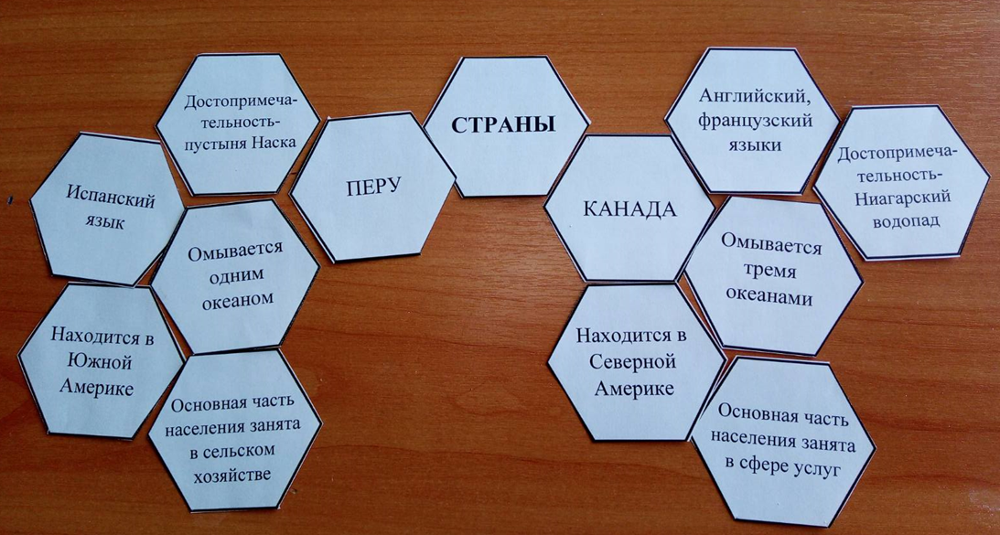 СТРАНЫ
ПЕРУ
Достопримеча-
тельность-
пустыня Наска
Испанский
язык
Омывается
одним
океаном
Находится в
Южной
Америке
Основная часть
населения занята
в сельском
хозяйстве
КАНАДА
Английский,
французский
языки
Достопримеча-
тельность-
Ниагарский
водопад
Омывается
тремя
океанами
Находится в
Северной
Америке
Основная часть
населения занята
в сфере услуг